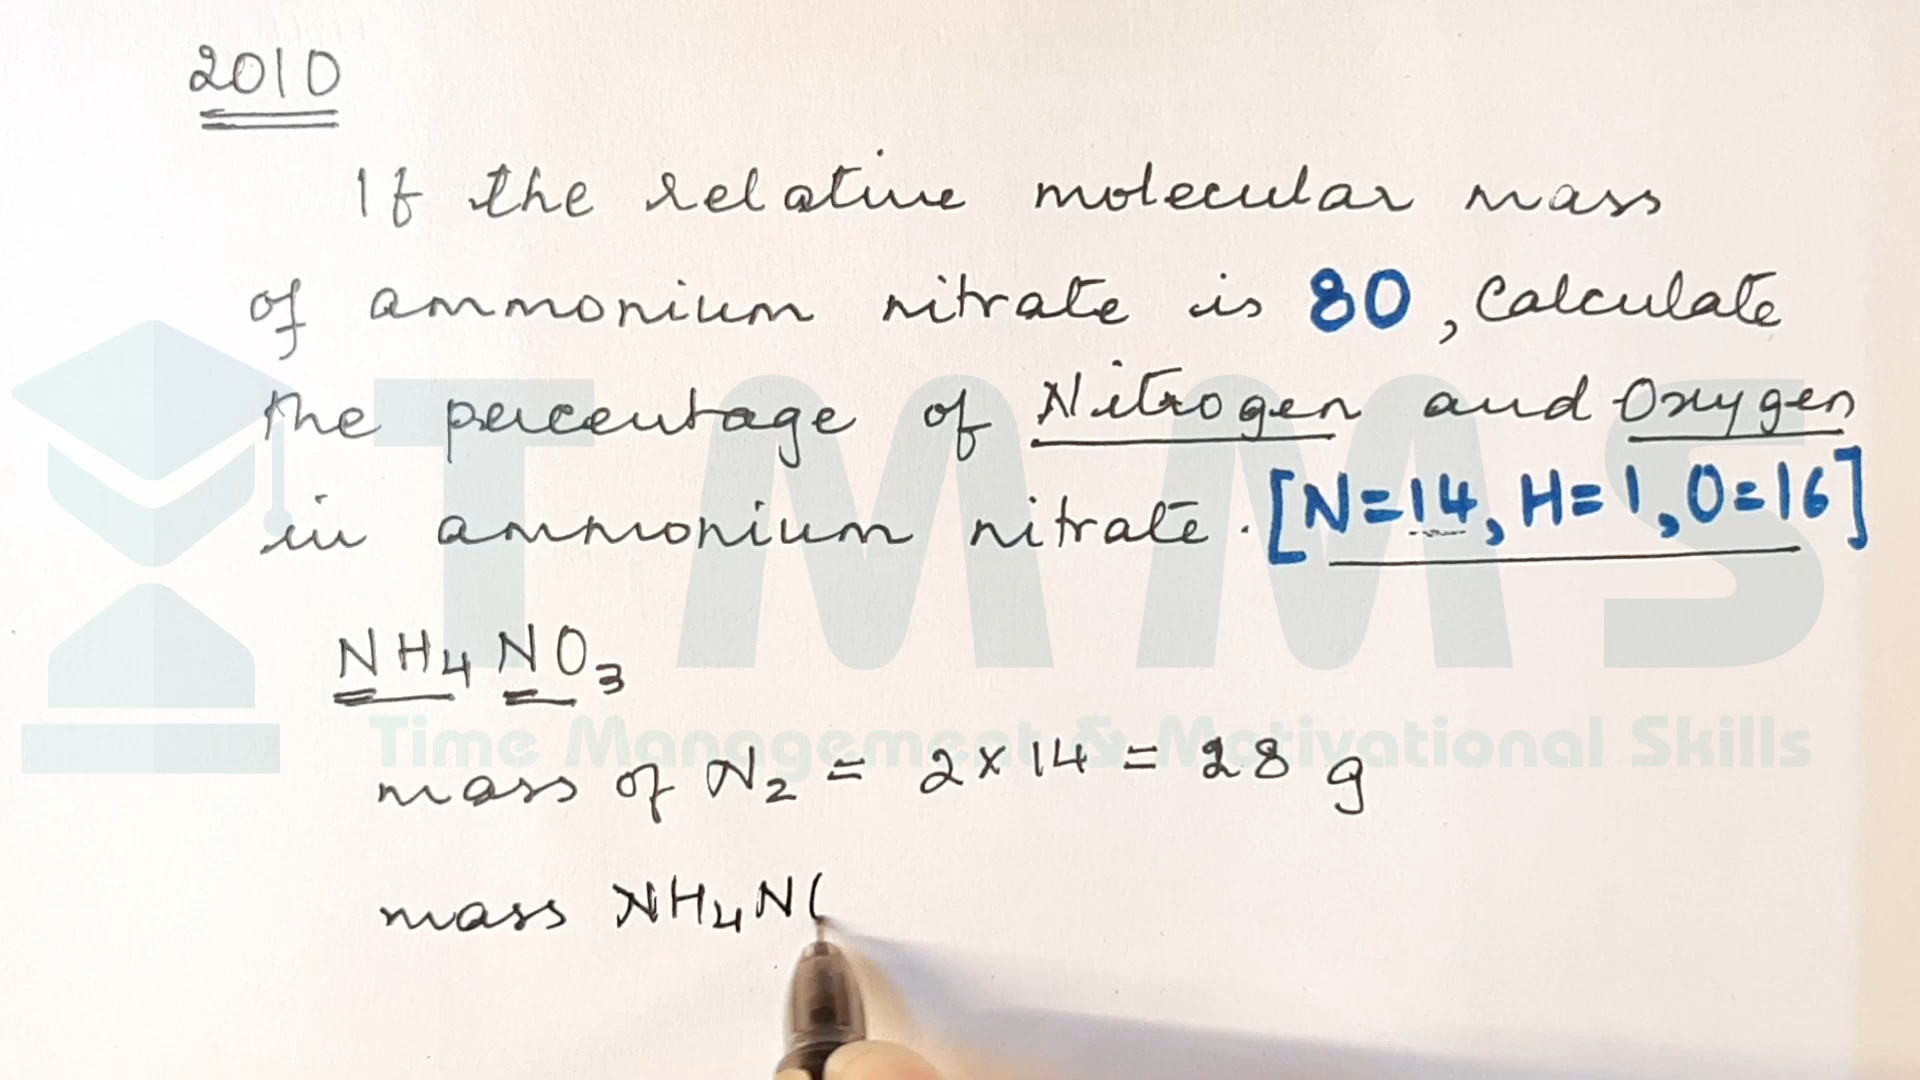 2010
If the relative molecular mass
of ammonium nitrate is 80, Calculate
the percentage of Nitrogen and Oxygen
in ammonium nitrate. [N=14, H=1, O=16]
TMMS
NH₄NO₃
Time Management & Motivational Skills
mass of N₂ = 2×14 = 28 g
mass NH₄N(